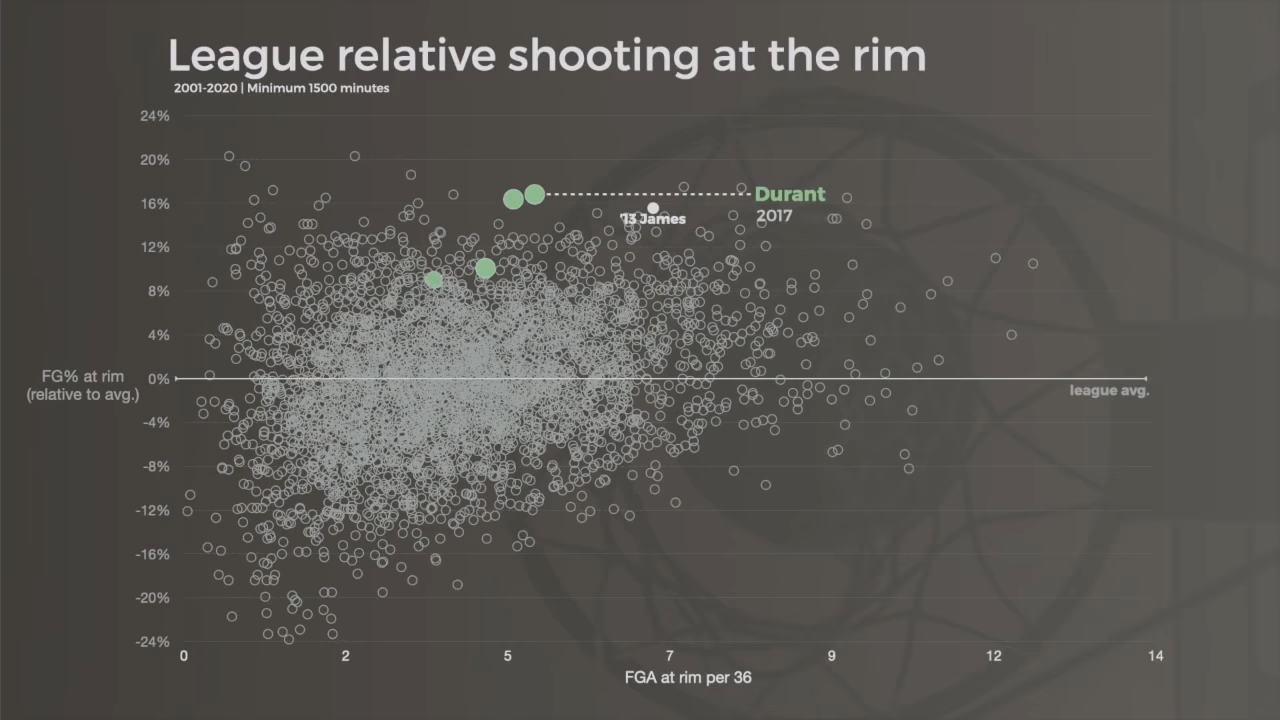 League relative shooting at the rim
2001-2020 | Minimum 1500 minutes
24%
20%
16%
12%
8%
4%
0%
-4%
-8%
-12%
-16%
-20%
-24%
FG% at rim
(relative to avg.)
Durant
2017
'13 James
league avg.
0
2
5
7
9
12
14
FGA at rim per 36